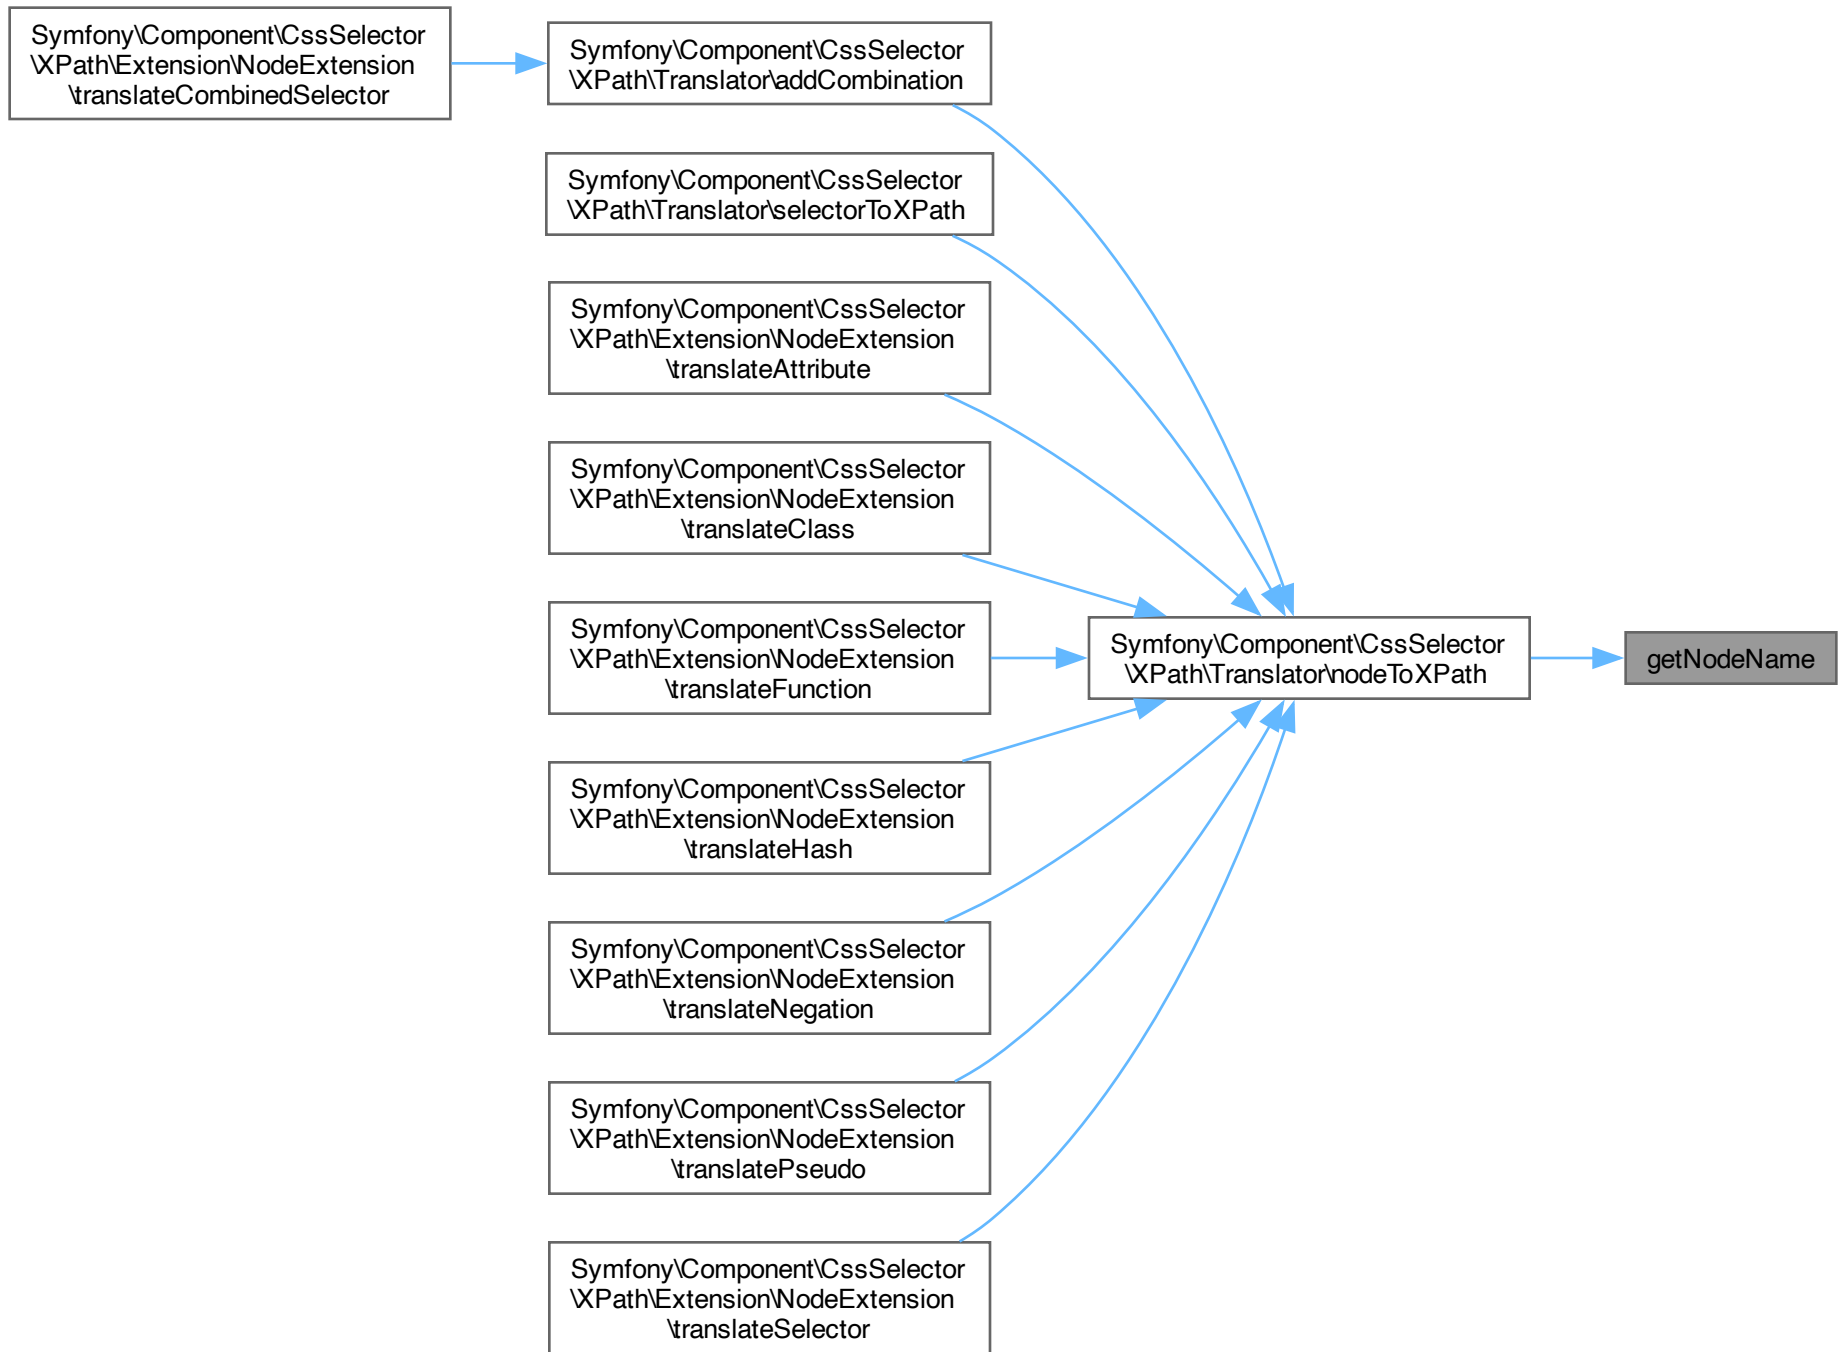 Symfony\Component\CssSelector
\XPath\Extension\NodeExtension
\translateCombinedSelector
Symfony\Component\CssSelector
\XPath\Translator\addCombination
Symfony\Component\CssSelector
\XPath\Translator\selectorToXPath
Symfony\Component\CssSelector
\XPath\Extension\NodeExtension
\translateAttribute
Symfony\Component\CssSelector
\XPath\Extension\NodeExtension
\translateClass
Symfony\Component\CssSelector
\XPath\Extension\NodeExtension
\translateFunction
Symfony\Component\CssSelector
\XPath\Translator\nodeToXPath
getNodeName
Symfony\Component\CssSelector
\XPath\Extension\NodeExtension
\translateHash
Symfony\Component\CssSelector
\XPath\Extension\NodeExtension
\translateNegation
Symfony\Component\CssSelector
\XPath\Extension\NodeExtension
\translatePseudo
Symfony\Component\CssSelector
\XPath\Extension\NodeExtension
\translateSelector